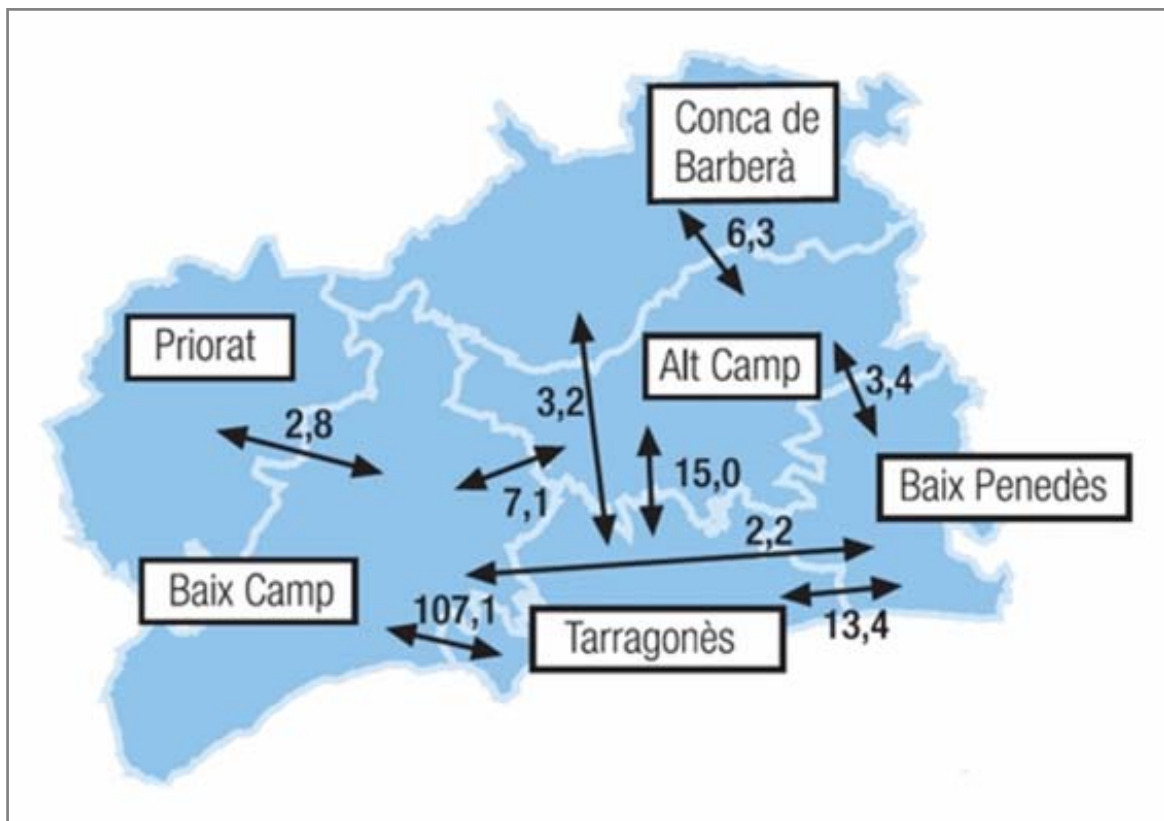 Conca de
Barberà
6,3
Priorat
Alt Camp
3,4
3,2
2,8
15,0
Baix Penedès
7,1
2,2
Baix Camp
107,1
Tarragonès
13,4